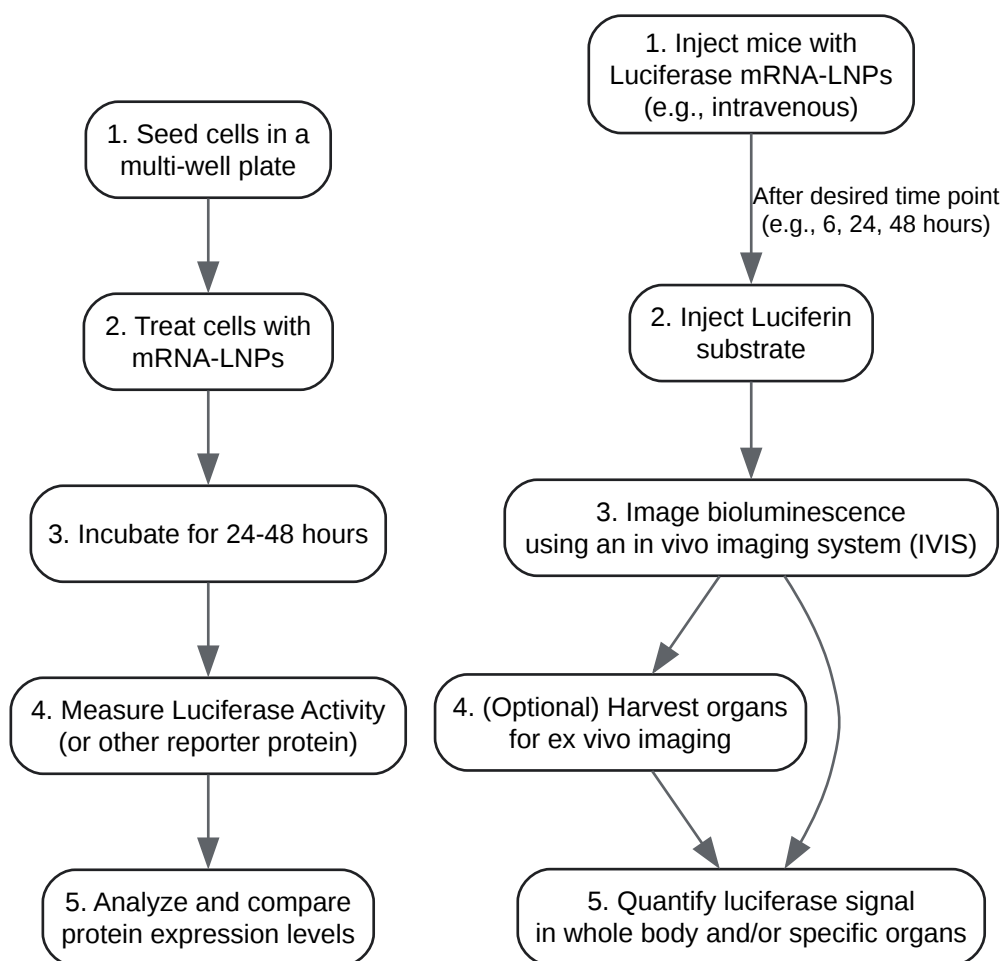 1. Seed cells in a
multi-well plate
2. Treat cells with
mRNA-LNPs
3. Incubate for 24-48 hours
4. Measure Luciferase Activity
(or other reporter protein)
5. Analyze and compare
protein expression levels
1. Inject mice with
Luciferase mRNA-LNPs
(e.g., intravenous)
After desired time point
(e.g., 6, 24, 48 hours)
2. Inject Luciferin
substrate
3. Image bioluminescence
using an in vivo imaging system (IVIS)
4. (Optional) Harvest organs
for ex vivo imaging
5. Quantify luciferase signal
in whole body and/or specific organs